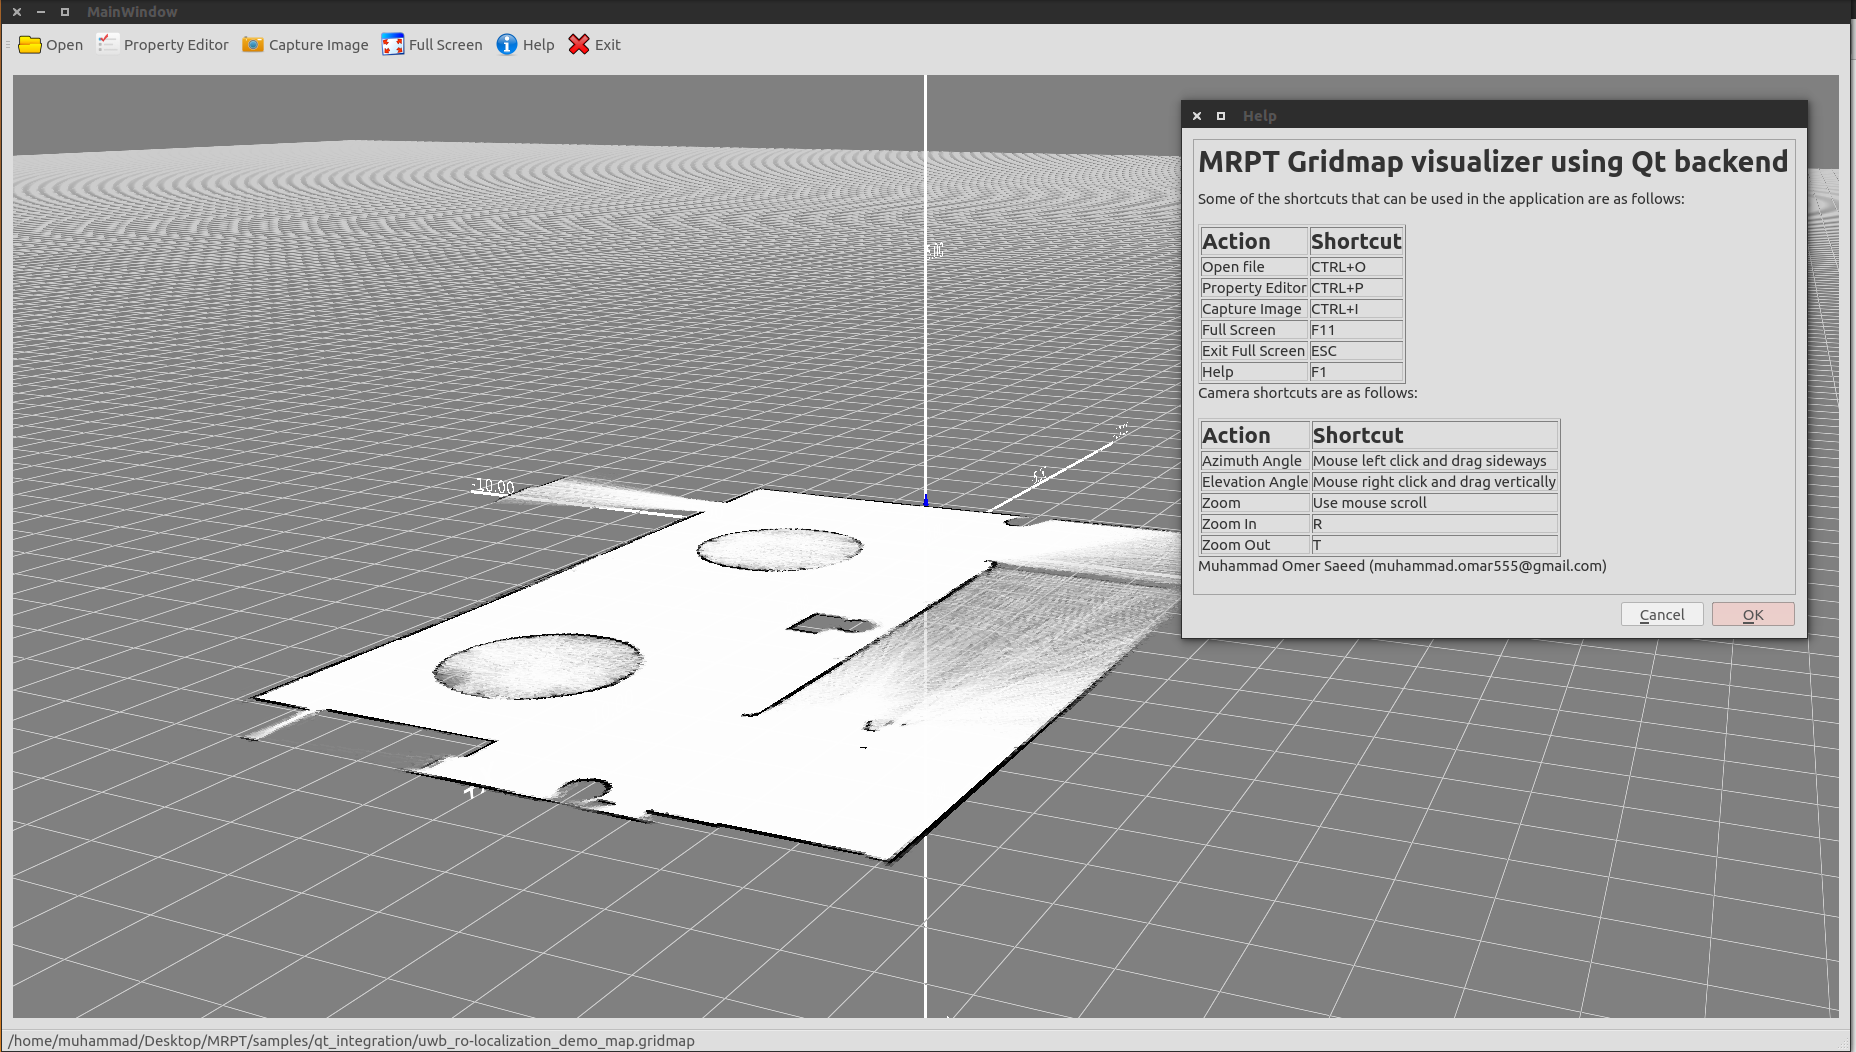 MainWindow
Open Property Editor Capture Image Full Screen Help Exit
Help
MRPT Gridmap visualizer using Qt backend
Some of the shortcuts that can be used in the application are as follows:
Action Shortcut
Open file CTRL+O
Property Editor CTRL+P
Capture Image CTRL+I
Full Screen F11
Exit Full Screen ESC
Help F1
Camera shortcuts are as follows:
Action Shortcut
Azimuth Angle Mouse left click and drag sideways
Elevation Angle Mouse right click and drag vertically
Zoom Use mouse scroll
Zoom In R
Zoom Out T
Muhammad Omer Saeed (muhammad.omar555@gmail.com)
Cancel OK
-10.00
/home/muhammad/Desktop/MRPT/samples/qt_integration/uwb_ro-localization_demo_map.gridmap